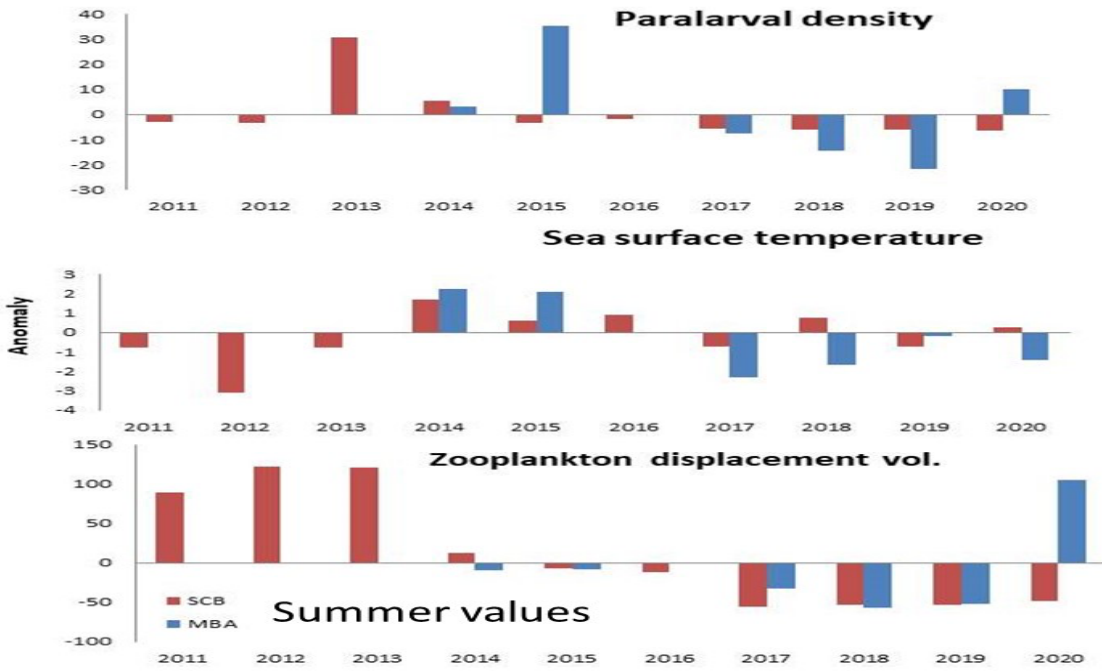 Paralarval density
40
30
20
10
0
-10
-20
-30
2011 2012 2013 2014 2015 2016 2017 2018 2019 2020
Sea surface temperature
Anomaly
3
2
1
0
-1
-2
-3
-4
2011 2012 2013 2014 2015 2016 2017 2018 2019 2020
Zooplankton displacement vol.
150
100
50
0
-50
-100
SCB
MBA
Summer values
2011 2012 2013 2014 2015 2016 2017 2018 2019 2020